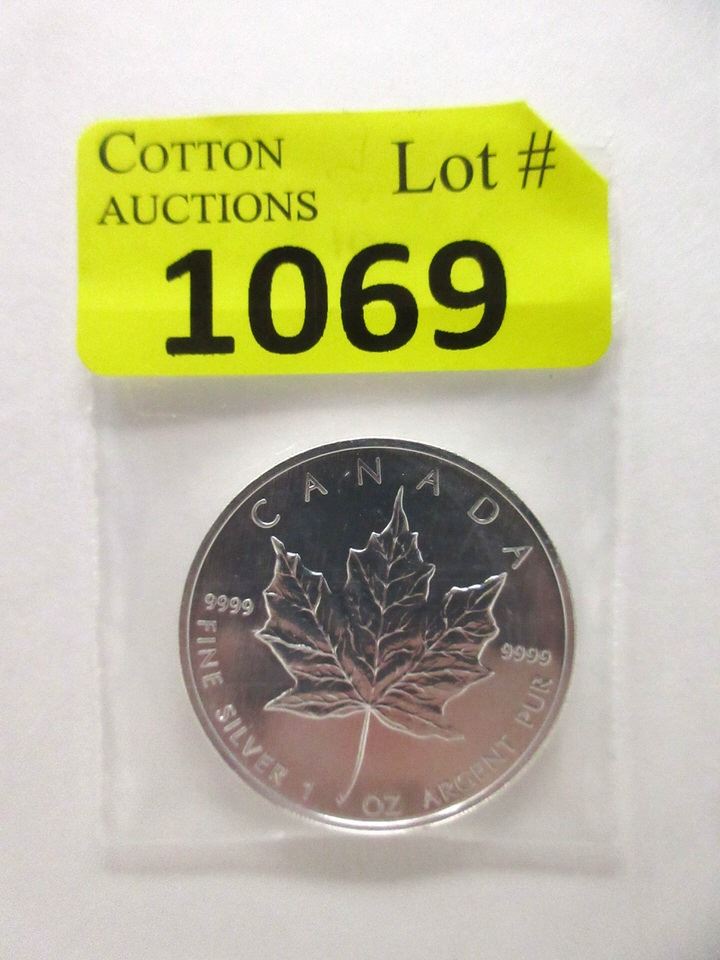 COTTON
AUCTIONS
Lot #
1069
CANADA
9999
9999
FINE SILVER 1 OZ ARGENT PUR